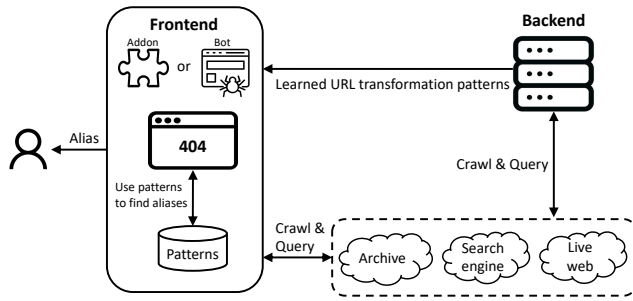 Frontend
Addon
or
Bot
404
Use patterns
to find aliases
Patterns
Alias
Learned URL transformation patterns
Backend
Crawl & Query
Crawl &
Query
Archive
Search
engine
Live
web